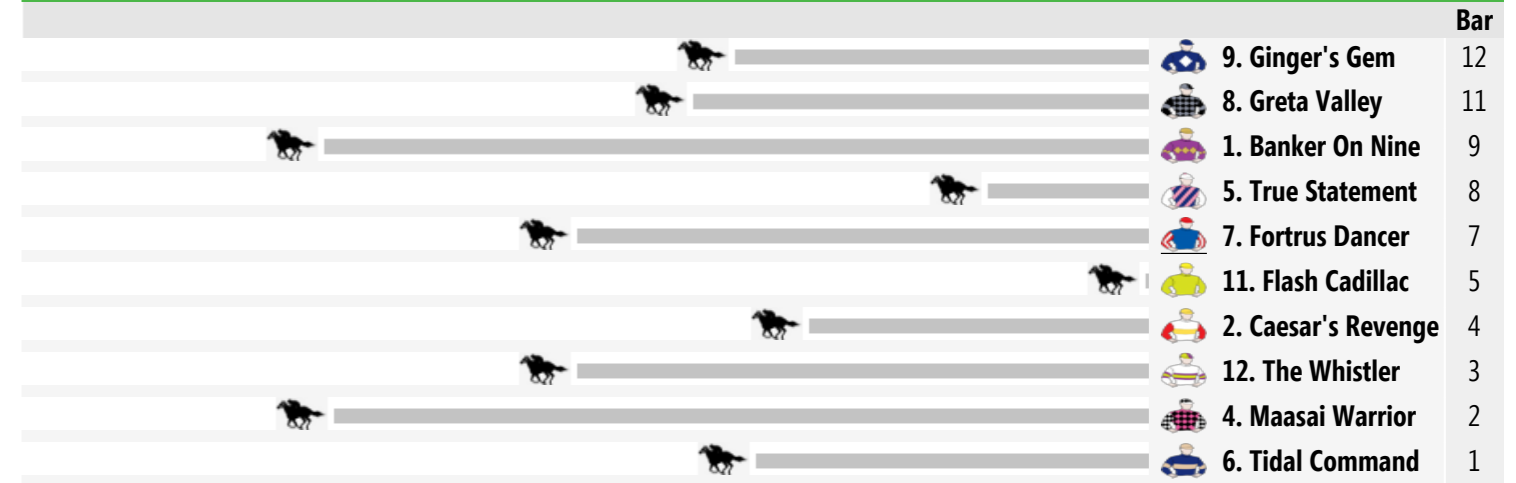 Bar
9. Ginger's Gem 12
8. Greta Valley 11
1. Banker On Nine 9
5. True Statement 8
7. Fortrus Dancer 7
11. Flash Cadillac 5
2. Caesar's Revenge 4
12. The Whistler 3
4. Maasai Warrior 2
6. Tidal Command 1